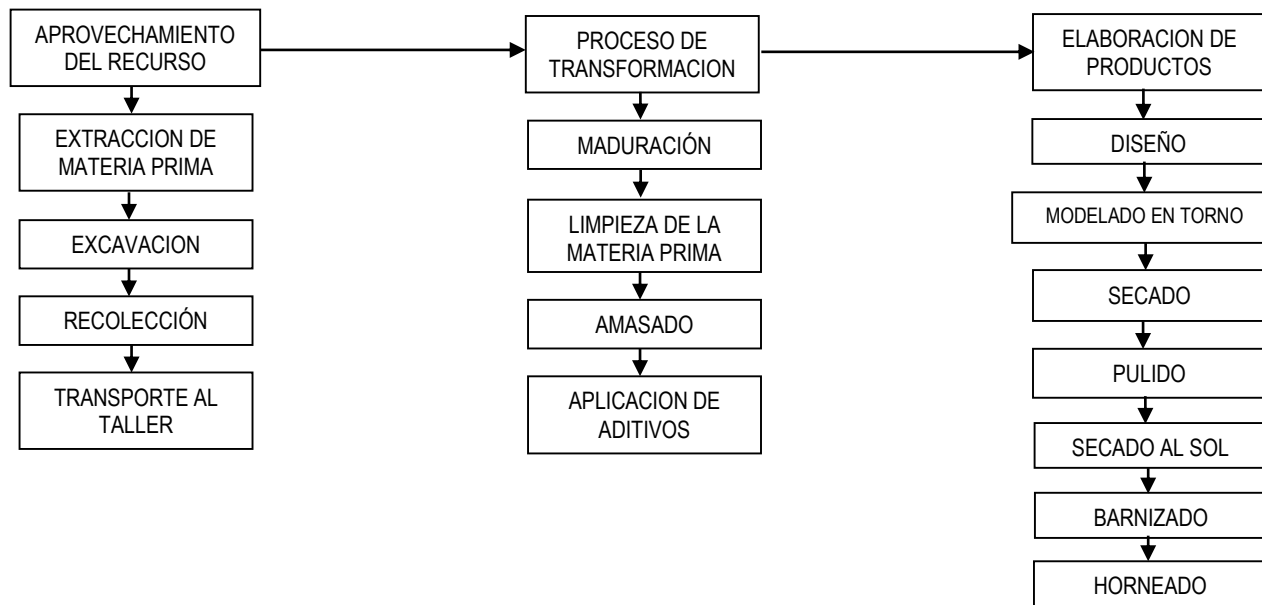 APROVECHAMIENTO
DEL RECURSO
EXTRACCION DE
MATERIA PRIMA
EXCAVACION
RECOLECCIÓN
TRANSPORTE AL
TALLER
PROCESO DE
TRANSFORMACION
MADURACIÓN
LIMPIEZA DE LA
MATERIA PRIMA
AMASADO
APLICACION DE
ADITIVOS
ELABORACION DE
PRODUCTOS
DISEÑO
MODELADO EN TORNO
SECADO
PULIDO
SECADO AL SOL
BARNIZADO
HORNEADO